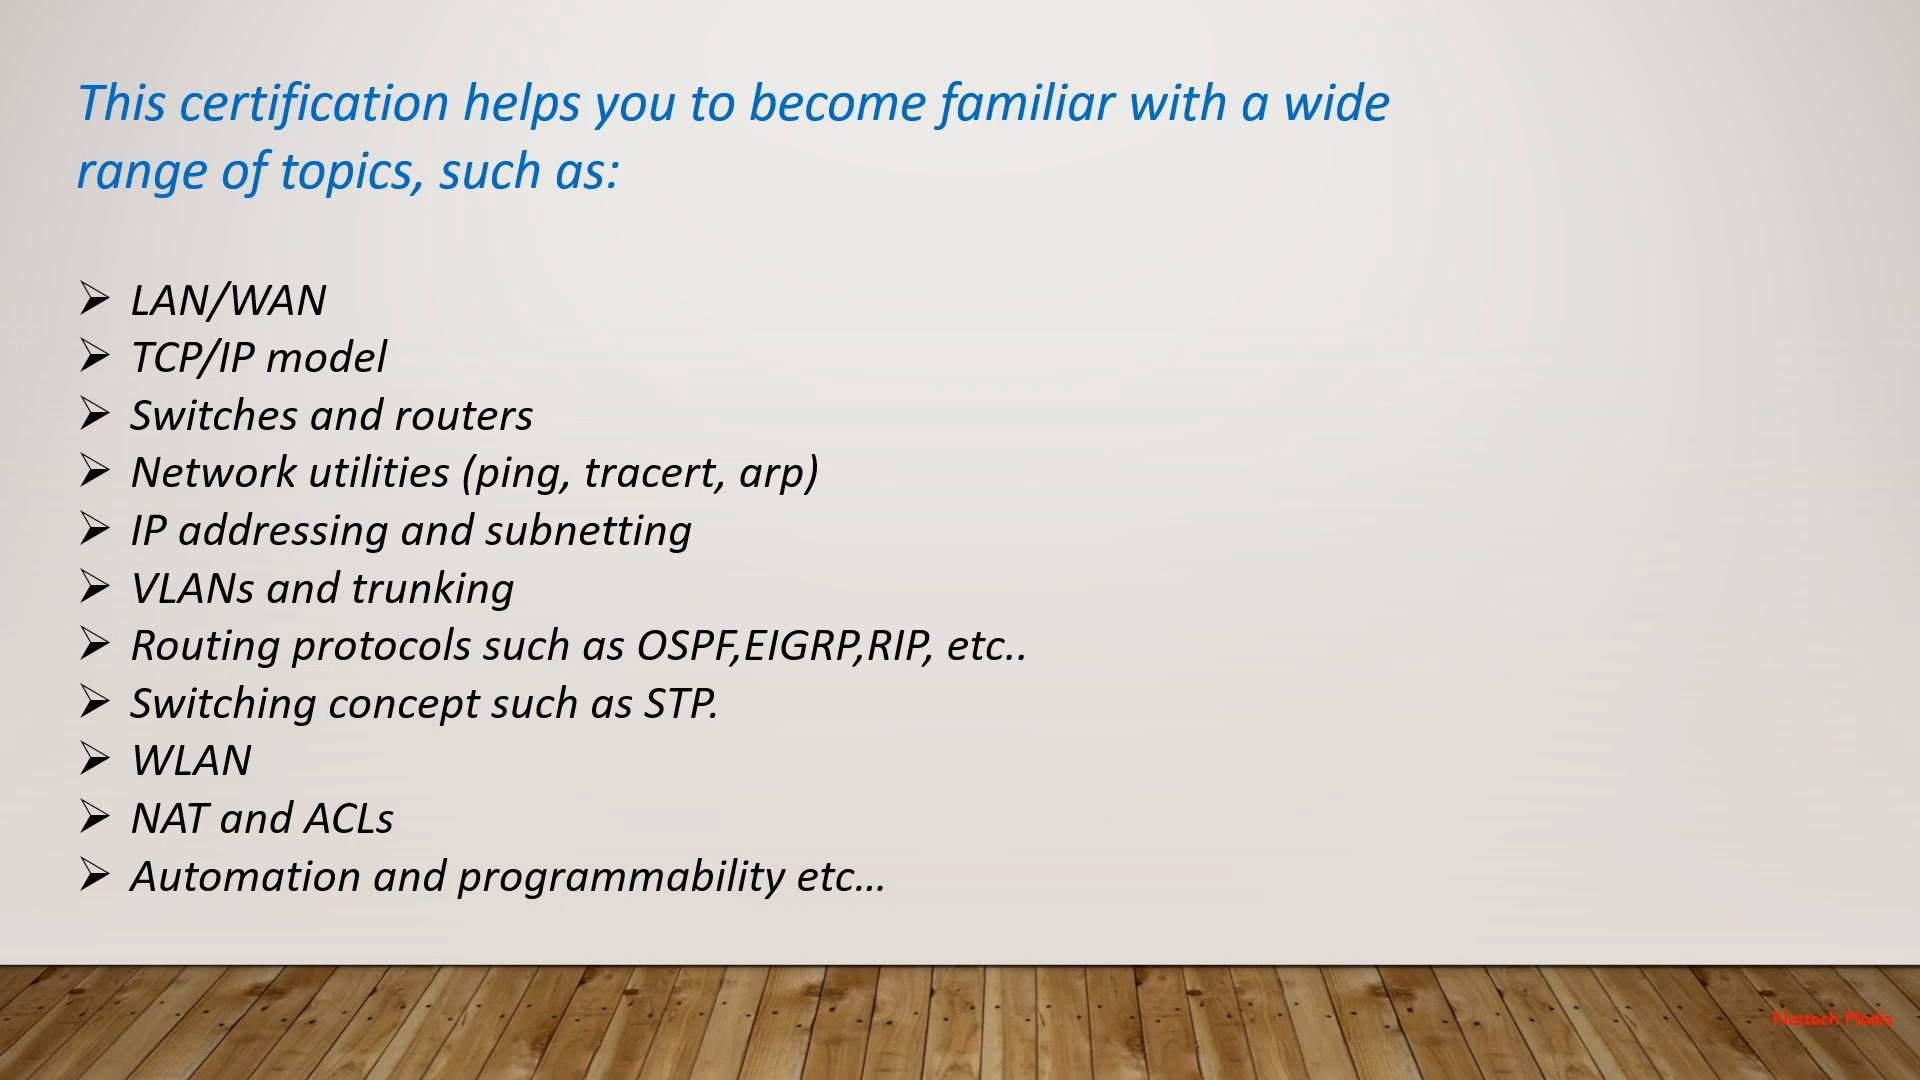 This certification helps you to become familiar with a wide
range of topics, such as:
LAN/WAN
TCP/IP model
Switches and routers
Network utilities (ping, tracert, arp)
IP addressing and subnetting
VLANs and trunking
Routing protocols such as OSPF,EIGRP,RIP, etc..
Switching concept such as STP.
WLAN
NAT and ACLs
Automation and programmability etc...
Nettech Media